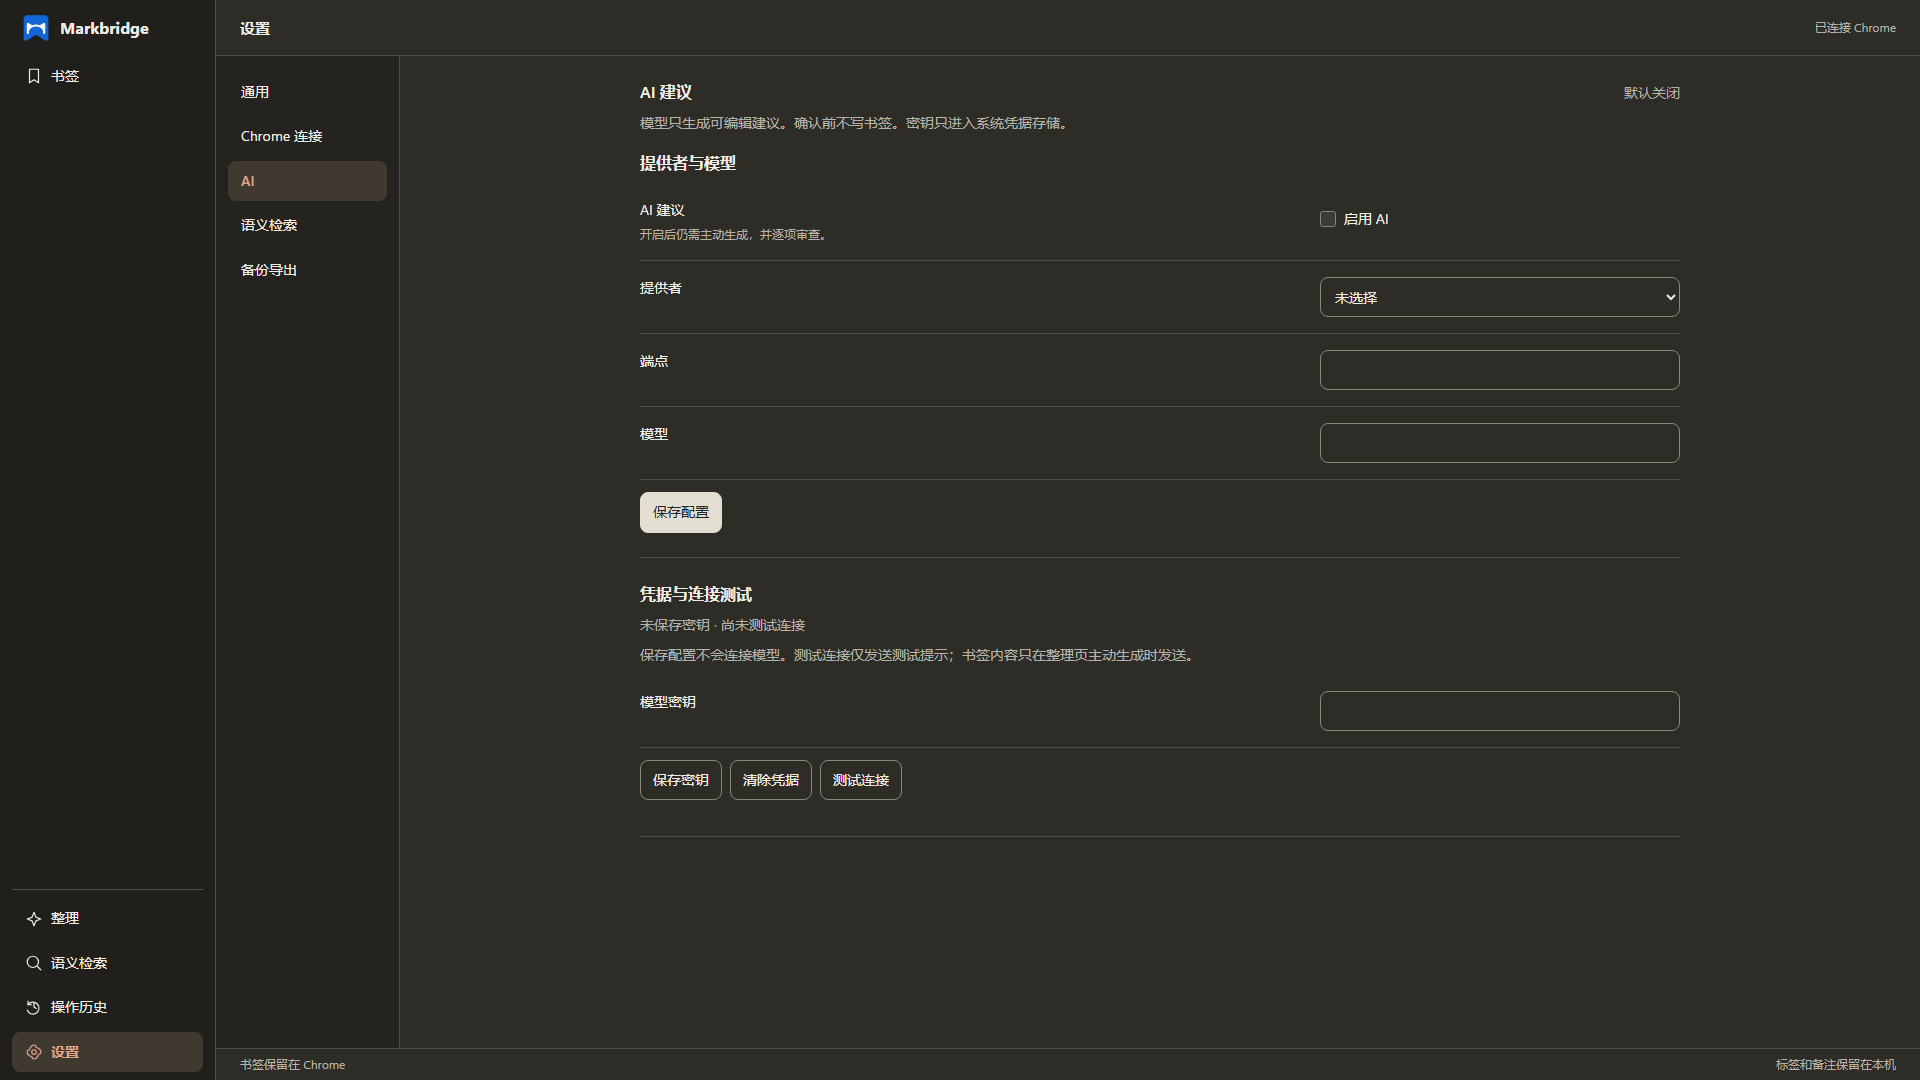 Markbridge
书签
整理
语义检索
操作历史
设置
设置
已连接 Chrome
通用
Chrome 连接
AI
语义检索
备份导出
AI 建议
默认关闭
模型只生成可编辑建议。确认前不写书签。密钥只进入系统凭据存储。
提供者与模型
AI 建议
开启后仍需主动生成，并逐项审查。
启用 AI
提供者
未选择
端点
模型
保存配置
凭据与连接测试
未保存密钥 · 尚未测试连接
保存配置不会连接模型。测试连接仅发送测试提示；书签内容只在整理页主动生成时发送。
模型密钥
保存密钥
清除凭据
测试连接
书签保留在 Chrome
标签和备注保留在本机